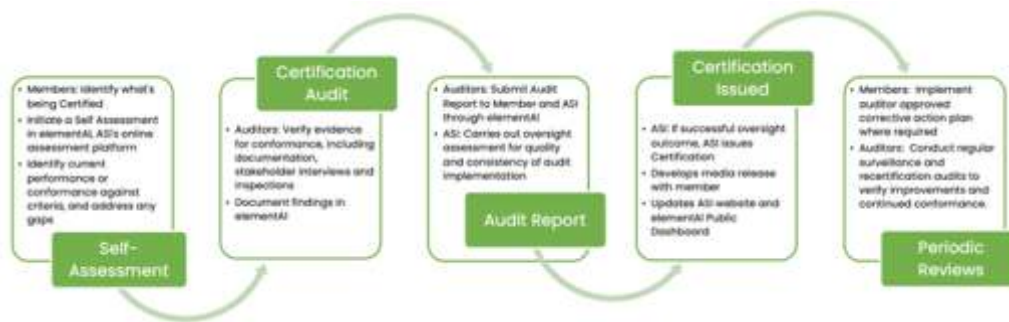 • Members: Identify what's
being Certified
• Initiate a Self Assessment
in elementAl, ASI's online
assessment platform
• Identify current
performance or
conformance against
criteria, and address any
gaps
Self-
Assessment
Certification
Audit
• Auditors: Verify evidence
for conformance, including
documentation,
stakeholder interviews and
inspections
• Document findings in
elementAl
• Auditors: Submit Audit
Report to Member and ASI
through elementAl
• ASI: Carries out oversight
assessment for quality
and consistency of audit
implementation
Audit Report
Certification
Issued
• ASI: If successful oversight
outcome, ASI issues
Certification
• Develops media release
with member
• Updates ASI website and
elementAl Public
Dashboard
• Members: Implement
auditor approved
corrective action plan
where required
• Auditors: Conduct regular
surveillance and
recertification audits to
verify improvements and
continued conformance.
Periodic
Reviews